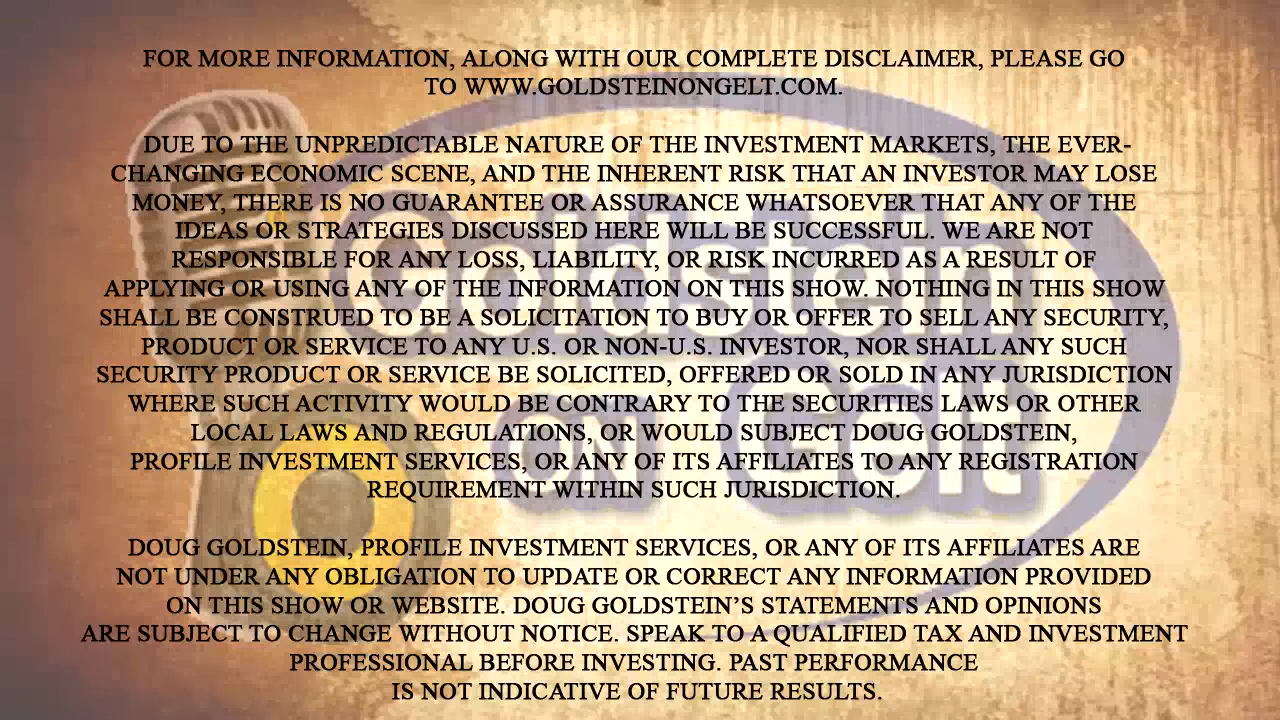 FOR MORE INFORMATION, ALONG WITH OUR COMPLETE DISCLAIMER, PLEASE GO
TO WWW.GOLDSTEINONGELT.COM.
DUE TO THE UNPREDICTABLE NATURE OF THE INVESTMENT MARKETS, THE EVER-
CHANGING ECONOMIC SCENE, AND THE INHERENT RISK THAT AN INVESTOR MAY LOSE
MONEY, THERE IS NO GUARANTEE OR ASSURANCE WHATSOEVER THAT ANY OF THE
IDEAS OR STRATEGIES DISCUSSED HERE WILL BE SUCCESSFUL. WE ARE NOT
RESPONSIBLE FOR ANY LOSS, LIABILITY, OR RISK INCURRED AS A RESULT OF
APPLYING OR USING ANY OF THE INFORMATION ON THIS SHOW. NOTHING IN THIS SHOW
SHALL BE CONSTRUED TO BE A SOLICITATION TO BUY OR OFFER TO SELL ANY SECURITY,
PRODUCT OR SERVICE TO ANY U.S. OR NON-U.S. INVESTOR, NOR SHALL ANY SUCH
SECURITY PRODUCT OR SERVICE BE SOLICITED, OFFERED OR SOLD IN ANY JURISDICTION
WHERE SUCH ACTIVITY WOULD BE CONTRARY TO THE SECURITIES LAWS OR OTHER
LOCAL LAWS AND REGULATIONS, OR WOULD SUBJECT DOUG GOLDSTEIN,
PROFILE INVESTMENT SERVICES, OR ANY OF ITS AFFILIATES TO ANY REGISTRATION
REQUIREMENT WITHIN SUCH JURISDICTION.
DOUG GOLDSTEIN, PROFILE INVESTMENT SERVICES, OR ANY OF ITS AFFILIATES ARE
NOT UNDER ANY OBLIGATION TO UPDATE OR CORRECT ANY INFORMATION PROVIDED
ON THIS SHOW OR WEBSITE. DOUG GOLDSTEIN’S STATEMENTS AND OPINIONS
ARE SUBJECT TO CHANGE WITHOUT NOTICE. SPEAK TO A QUALIFIED TAX AND INVESTMENT
PROFESSIONAL BEFORE INVESTING. PAST PERFORMANCE
IS NOT INDICATIVE OF FUTURE RESULTS.
Goldstein
on Gelt